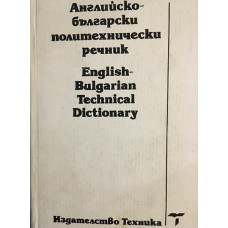 Английско-
български
политехнически
речник
English-
Bulgarian
Technical
Dictionary
Издателство Техника